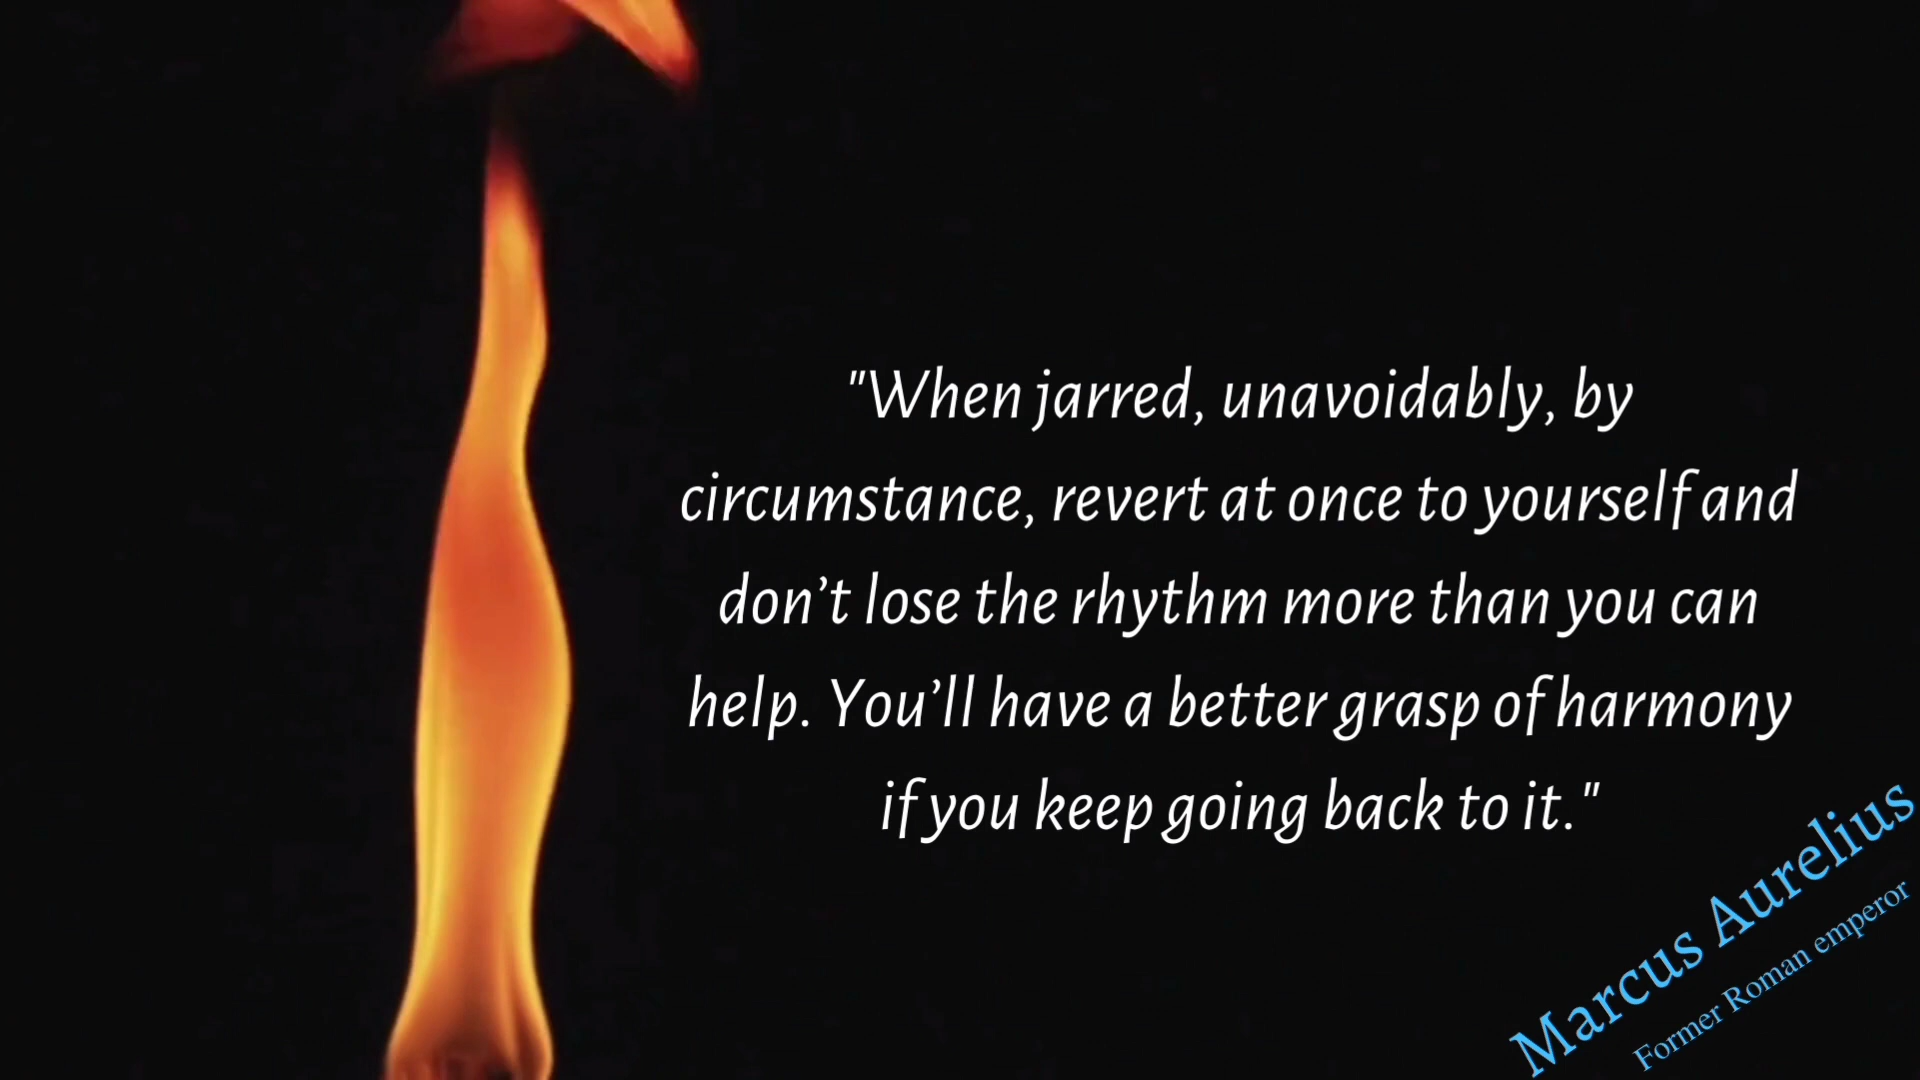 "When jarred, unavoidably, by
circumstance, revert at once to yourself and
don’t lose the rhythm more than you can
help. You’ll have a better grasp of harmony
if you keep going back to it."
Marcus Aurelius
Former Roman emperor